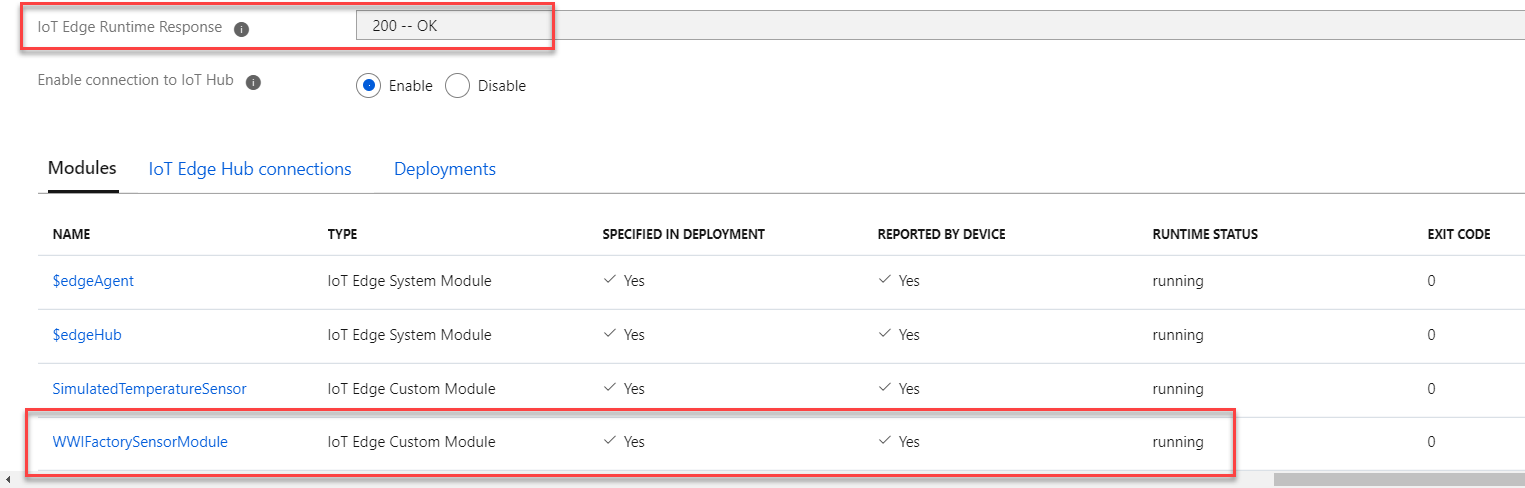 IoT Edge Runtime Response 200 -- OK
Enable connection to IoT Hub Enable Disable
Modules IoT Edge Hub connections Deployments
NAME TYPE SPECIFIED IN DEPLOYMENT REPORTED BY DEVICE RUNTIME STATUS EXIT CODE
$edgeAgent IoT Edge System Module Yes Yes running 0
$edgeHub IoT Edge System Module Yes Yes running 0
SimulatedTemperatureSensor IoT Edge Custom Module Yes Yes running 0
WWIFactorySensorModule IoT Edge Custom Module Yes Yes running 0